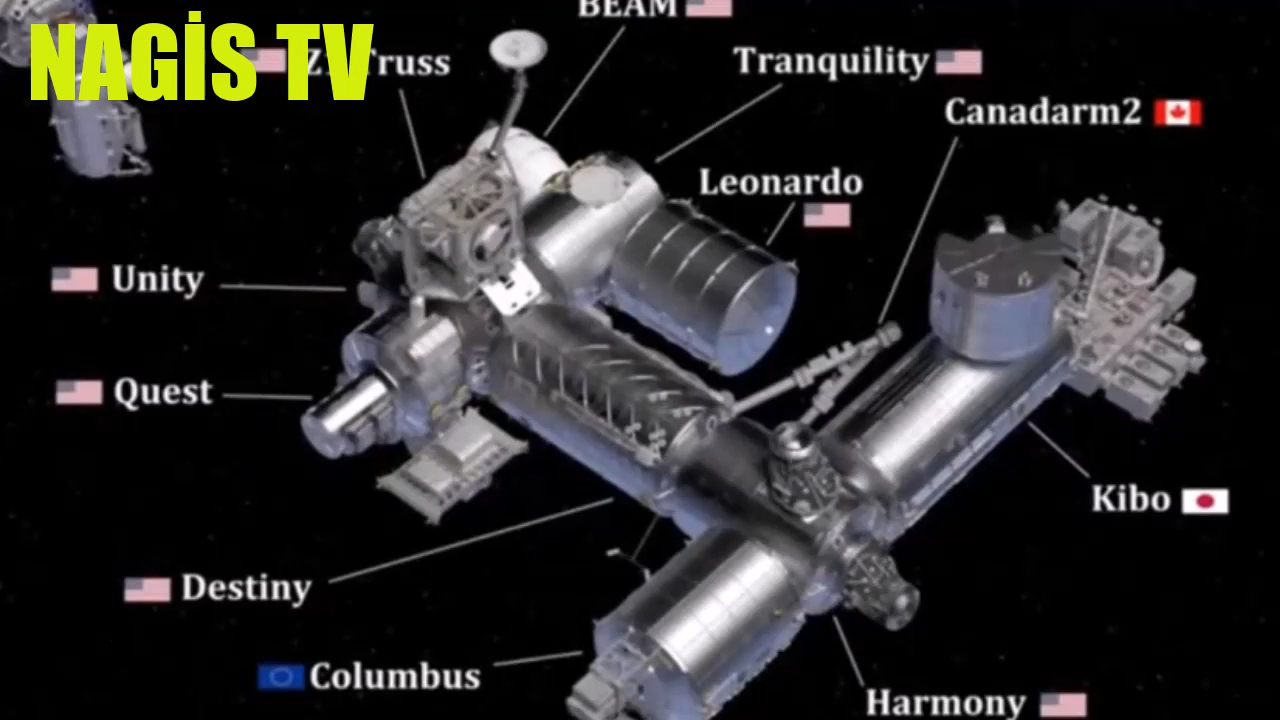 BEAM
NAGİS TV
Truss
Tranquility
Canadarm2
Leonardo
Unity
Quest
Kibo
Destiny
Columbus
Harmony